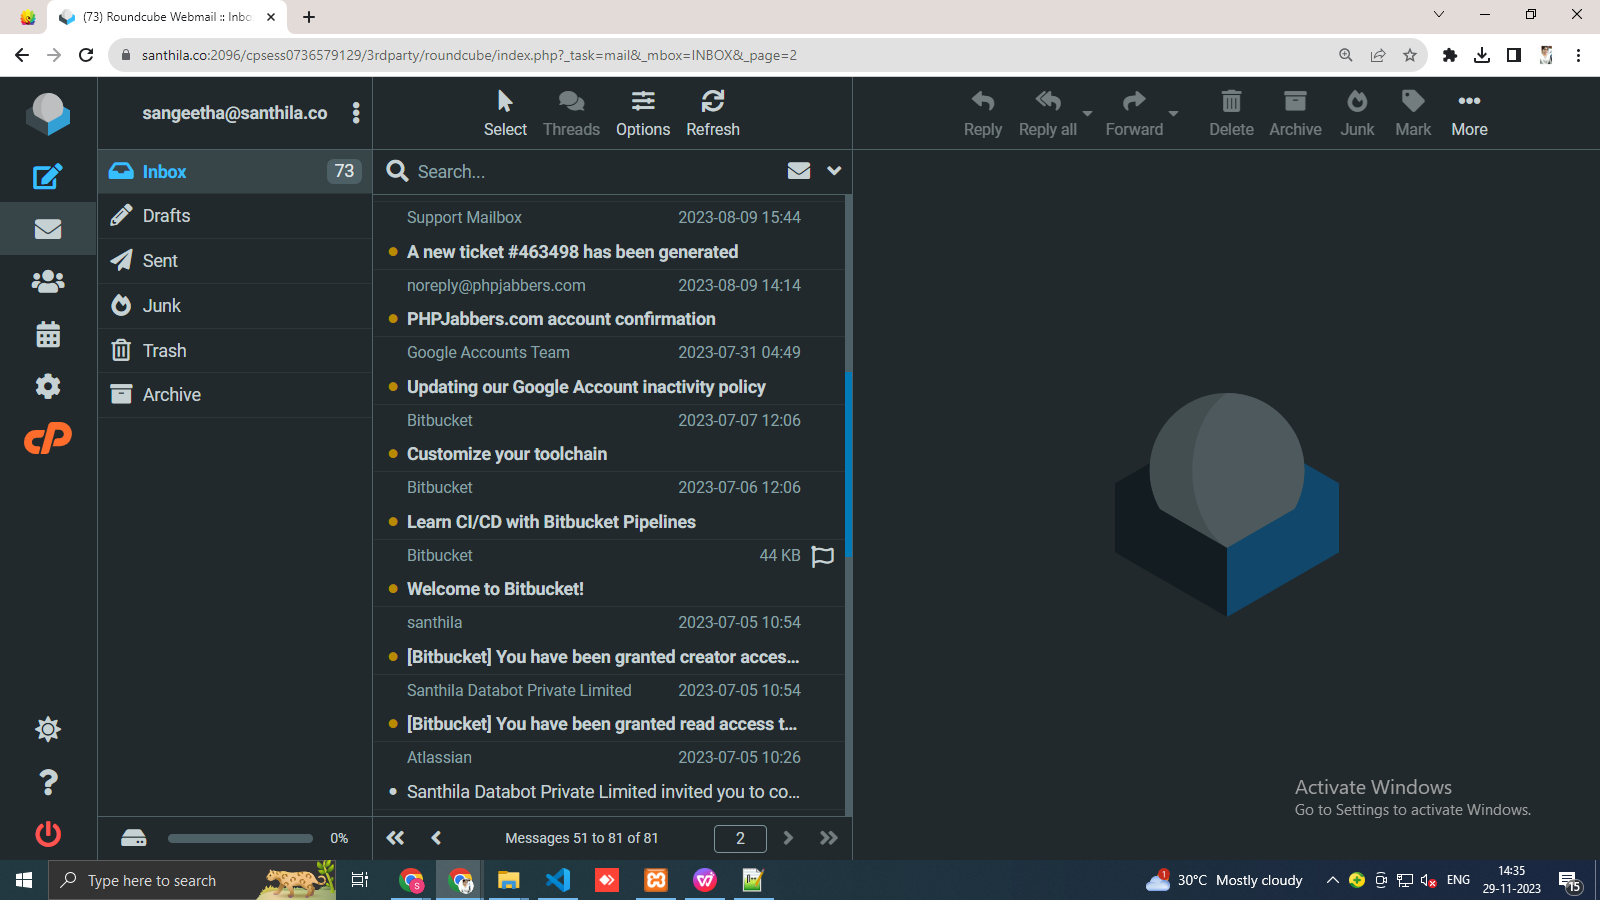 (73) Roundcube Webmail :: Inbo
santhila.co:2096/cpsess0736579129/3rdparty/roundcube/index.php?_task=mail&_mbox=INBOX&_page=2
sangeetha@santhila.co
Inbox 73
Drafts
Sent
Junk
Trash
Archive
0%
Select Threads Options Refresh
Search...
Support Mailbox 2023-08-09 15:44
A new ticket #463498 has been generated
noreply@phpjabbers.com 2023-08-09 14:14
PHPJabbers.com account confirmation
Google Accounts Team 2023-07-31 04:49
Updating our Google Account inactivity policy
Bitbucket 2023-07-07 12:06
Customize your toolchain
Bitbucket 2023-07-06 12:06
Learn CI/CD with Bitbucket Pipelines
Bitbucket 44 KB
Welcome to Bitbucket!
santhila 2023-07-05 10:54
[Bitbucket] You have been granted creator acces...
Santhila Databot Private Limited 2023-07-05 10:54
[Bitbucket] You have been granted read access t...
Atlassian 2023-07-05 10:26
Santhila Databot Private Limited invited you to co...
Messages 51 to 81 of 81 2
Reply Reply all Forward Delete Archive Junk Mark More
Activate Windows
Go to Settings to activate Windows.
Type here to search
1
30°C Mostly cloudy
ENG
14:35
29-11-2023
15